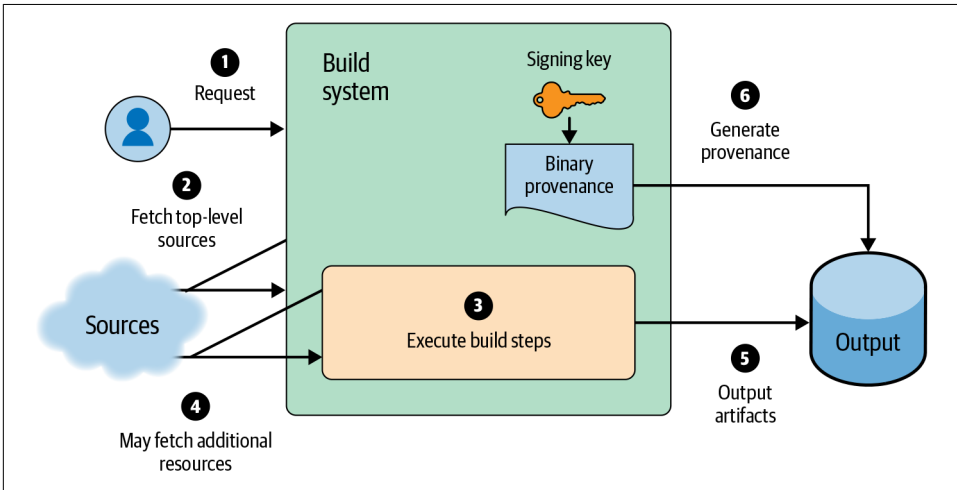 1
Request
2
Fetch top-level
sources
Sources
4
May fetch additional
resources
Build
system
Signing key
Binary
provenance
3
Execute build steps
6
Generate
provenance
5
Output
artifacts
Output